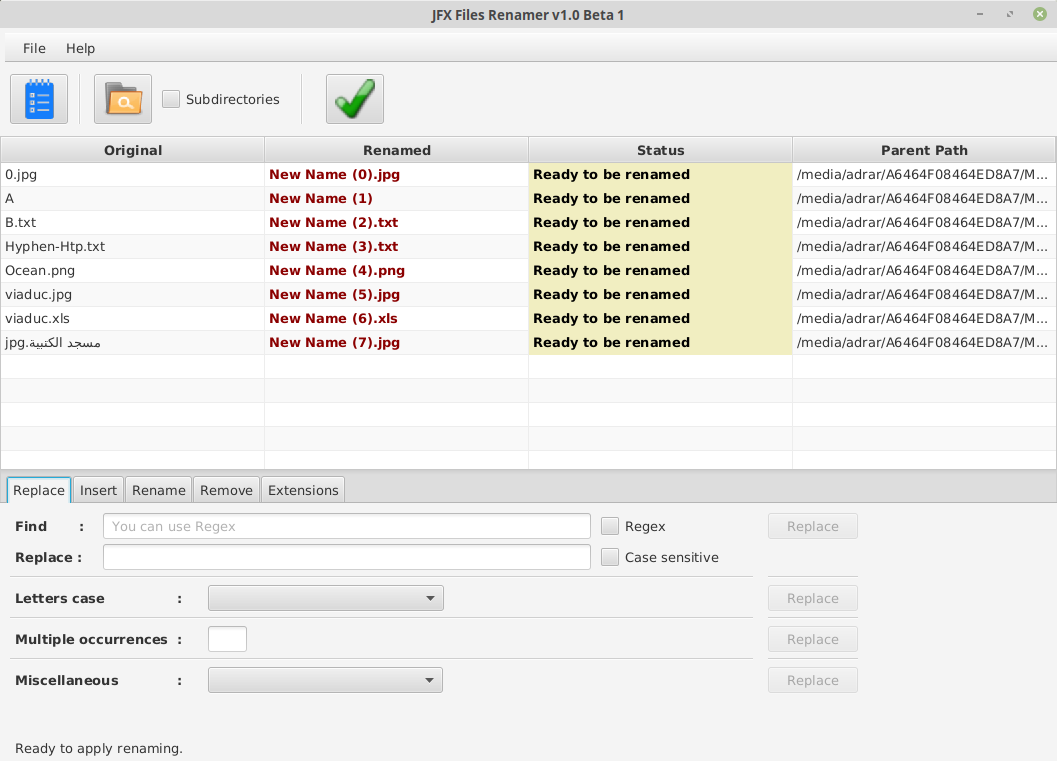 JFX Files Renamer v1.0 Beta 1
File Help
Subdirectories
Original Renamed Status Parent Path
0.jpg New Name (0).jpg Ready to be renamed /media/adrar/A6464F08464ED8A7/M...
A New Name (1) Ready to be renamed /media/adrar/A6464F08464ED8A7/M...
B.txt New Name (2).txt Ready to be renamed /media/adrar/A6464F08464ED8A7/M...
Hyphen-Htp.txt New Name (3).txt Ready to be renamed /media/adrar/A6464F08464ED8A7/M...
Ocean.png New Name (4).png Ready to be renamed /media/adrar/A6464F08464ED8A7/M...
viaduc.jpg New Name (5).jpg Ready to be renamed /media/adrar/A6464F08464ED8A7/M...
viaduc.xls New Name (6).xls Ready to be renamed /media/adrar/A6464F08464ED8A7/M...
مسجد الكتبية.jpg New Name (7).jpg Ready to be renamed /media/adrar/A6464F08464ED8A7/M...
Replace Insert Rename Remove Extensions
Find : You can use Regex Regex Replace
Replace : Case sensitive
Letters case : Replace
Multiple occurrences : Replace
Miscellaneous : Replace
Ready to apply renaming.